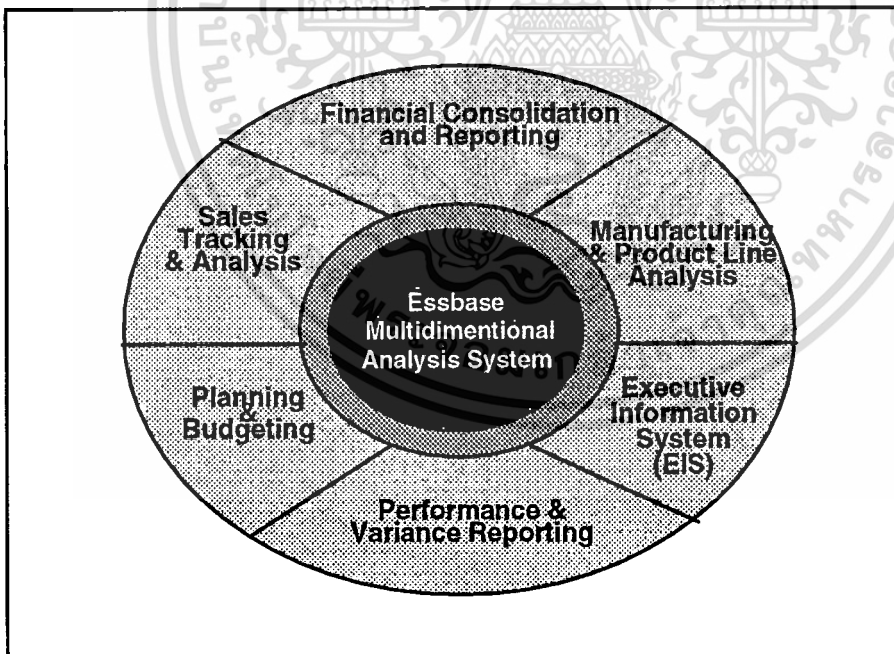 Financial Consolidation
and Reporting
Sales
Tracking
& Analysis
Manufacturing
& Product Line
Analysis
Essbase
Multidimentional
Analysis System
Planning
&
Budgeting
Executive
Information
System
(EIS)
Performance &
Variance Reporting